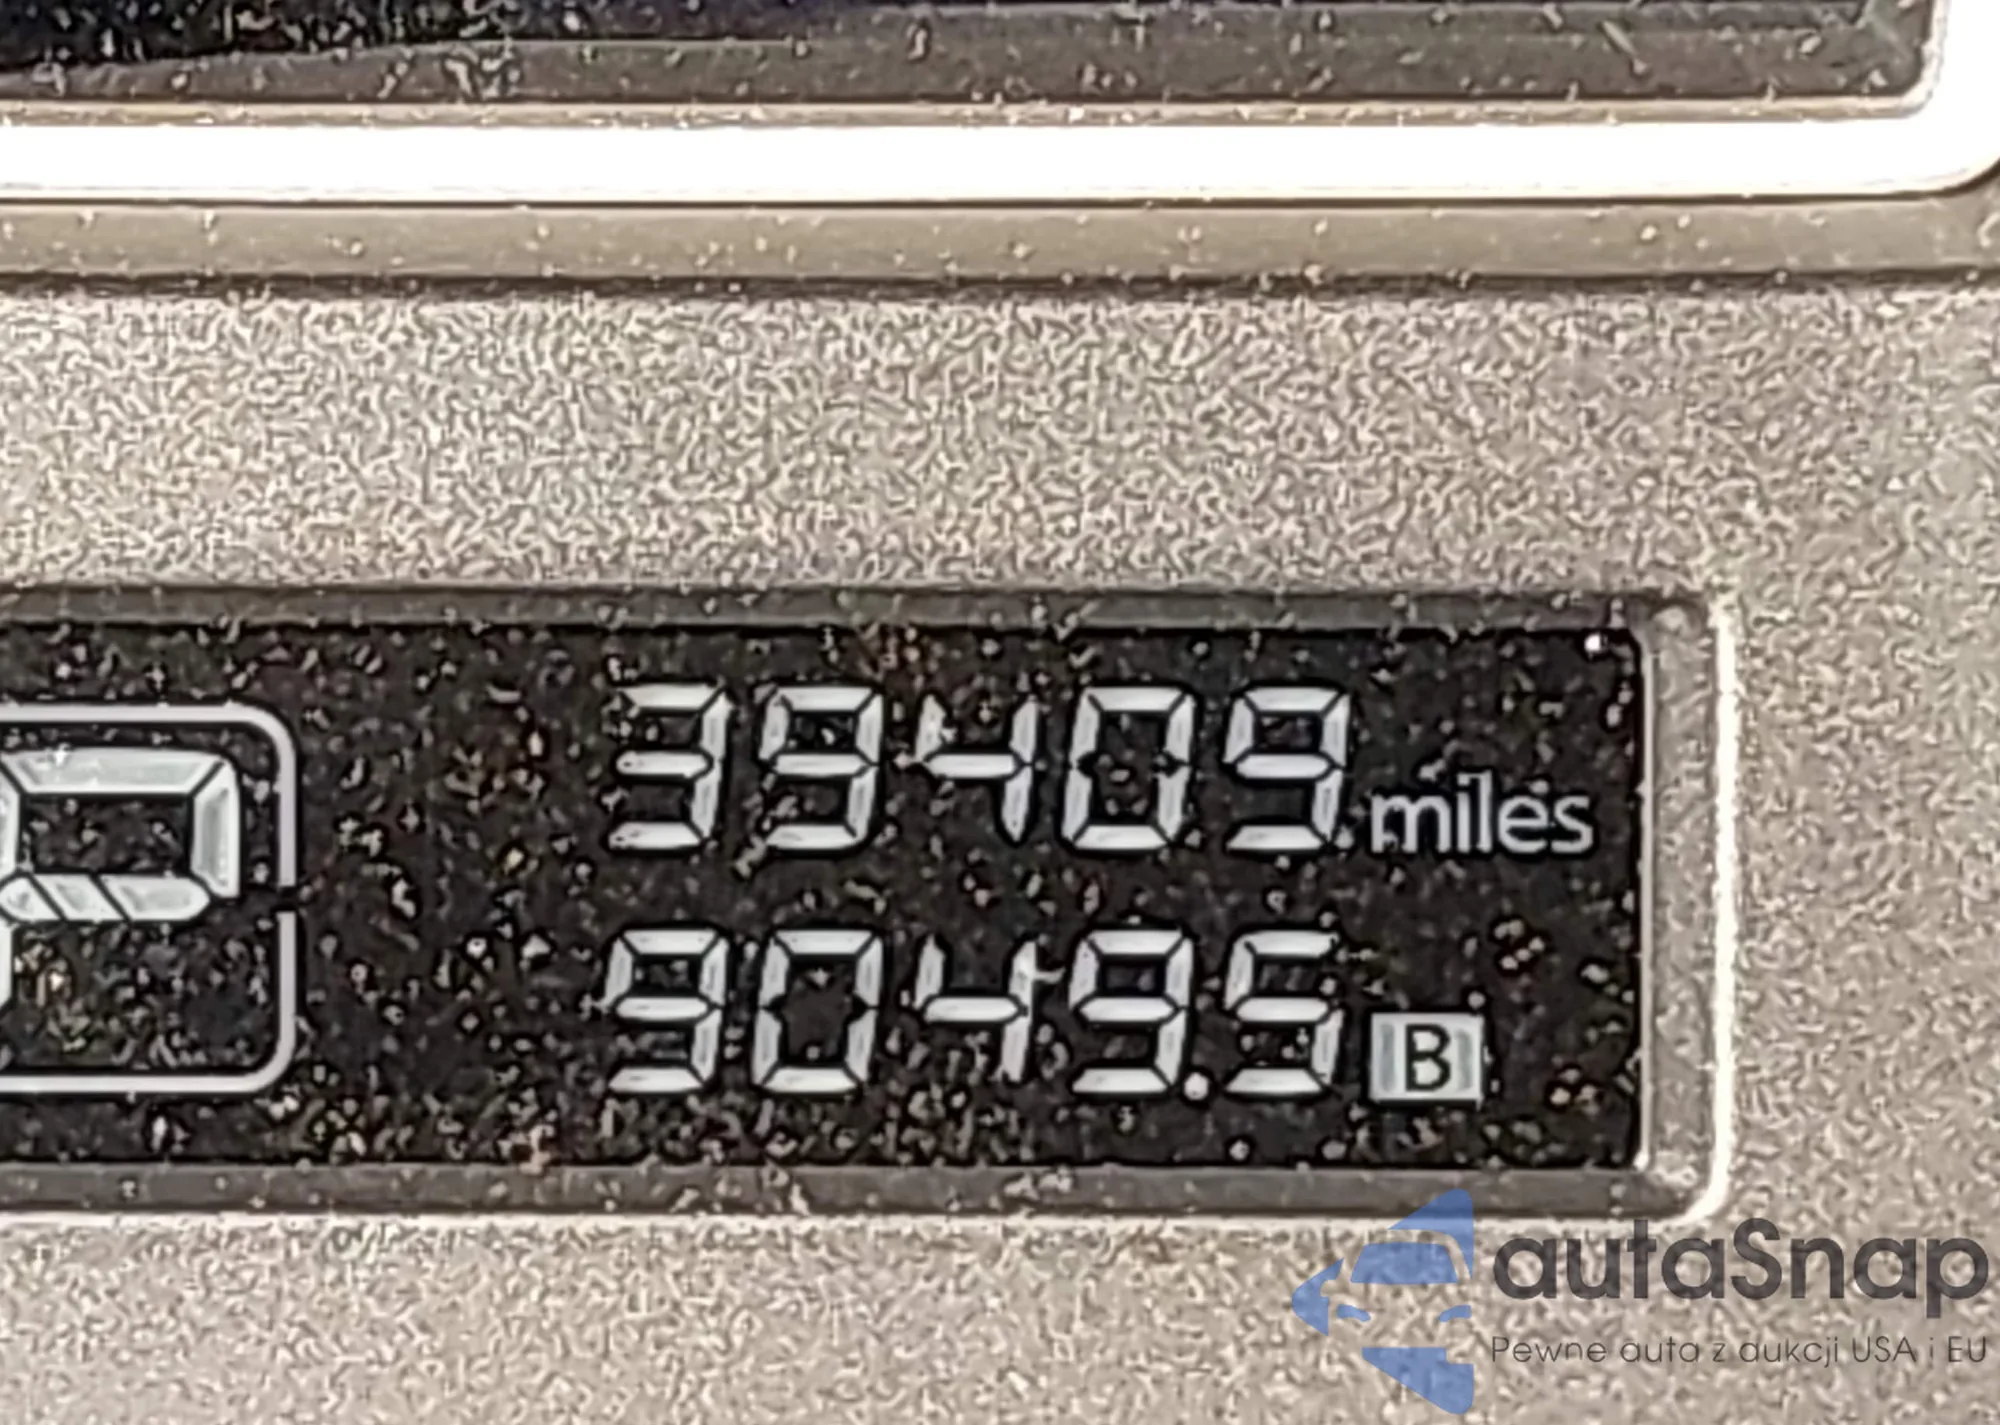 39409 miles
P
9049.5 B
autaSnap
Pewne auta z aukcji USA i EU